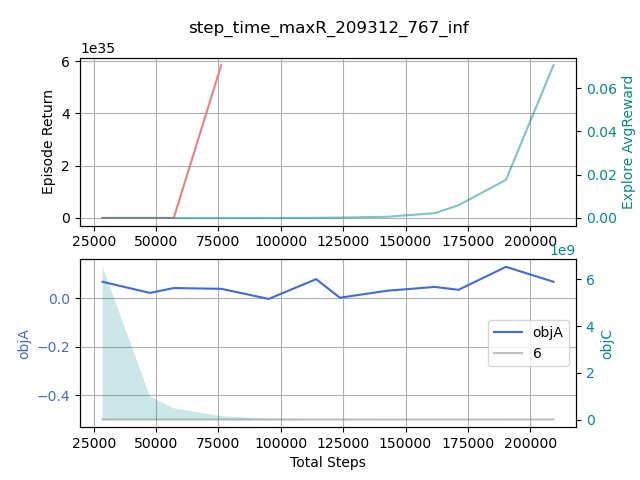 step_time_maxR_209312_767_inf
1e35
6
4
2
0
Episode Return
0.06
0.04
0.02
0.00
Explore AvgReward
25000 50000 75000 100000 125000 150000 175000 200000
1e9
0.0
−0.2
−0.4
objA
6
4
2
0
objC
objA
6
25000 50000 75000 100000 125000 150000 175000 200000
Total Steps